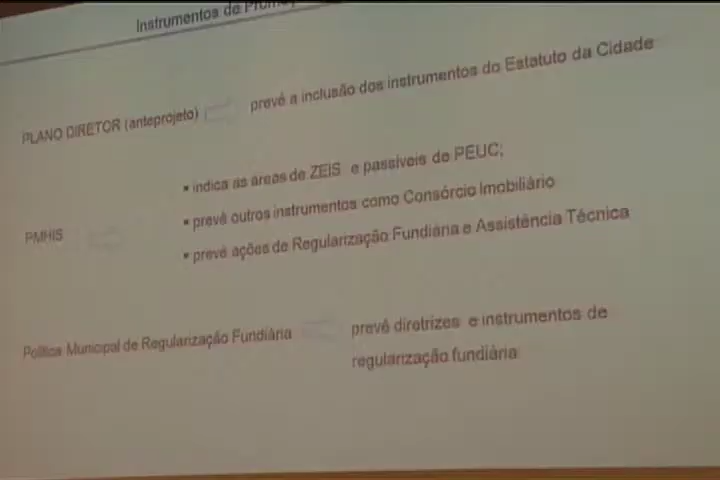 Instrumentos de
PLANO DIRETOR (anteprojeto) prevê a inclusão dos instrumentos do Estatuto da Cidade
▪ indica as áreas de ZEIS e passíveis de PEUC;
PMHIS
▪ prevê outros instrumentos como Consórcio Imobiliário
▪ prevê ações de Regularização Fundiária e Assistência Técnica
Política Municipal de Regularização Fundiária prevê diretrizes e instrumentos de
regularização fundiária